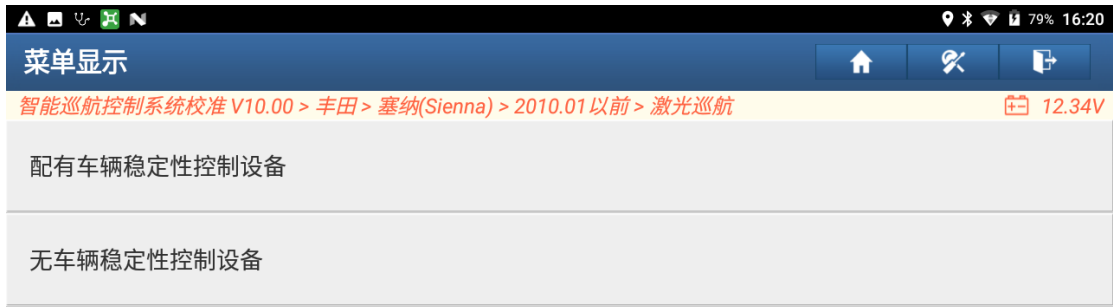 79% 16:20
菜单显示
智能巡航控制系统校准 V10.00 > 丰田 > 塞纳(Sienna) > 2010.01以前 > 激光巡航 12.34V
配有车辆稳定性控制设备
无车辆稳定性控制设备